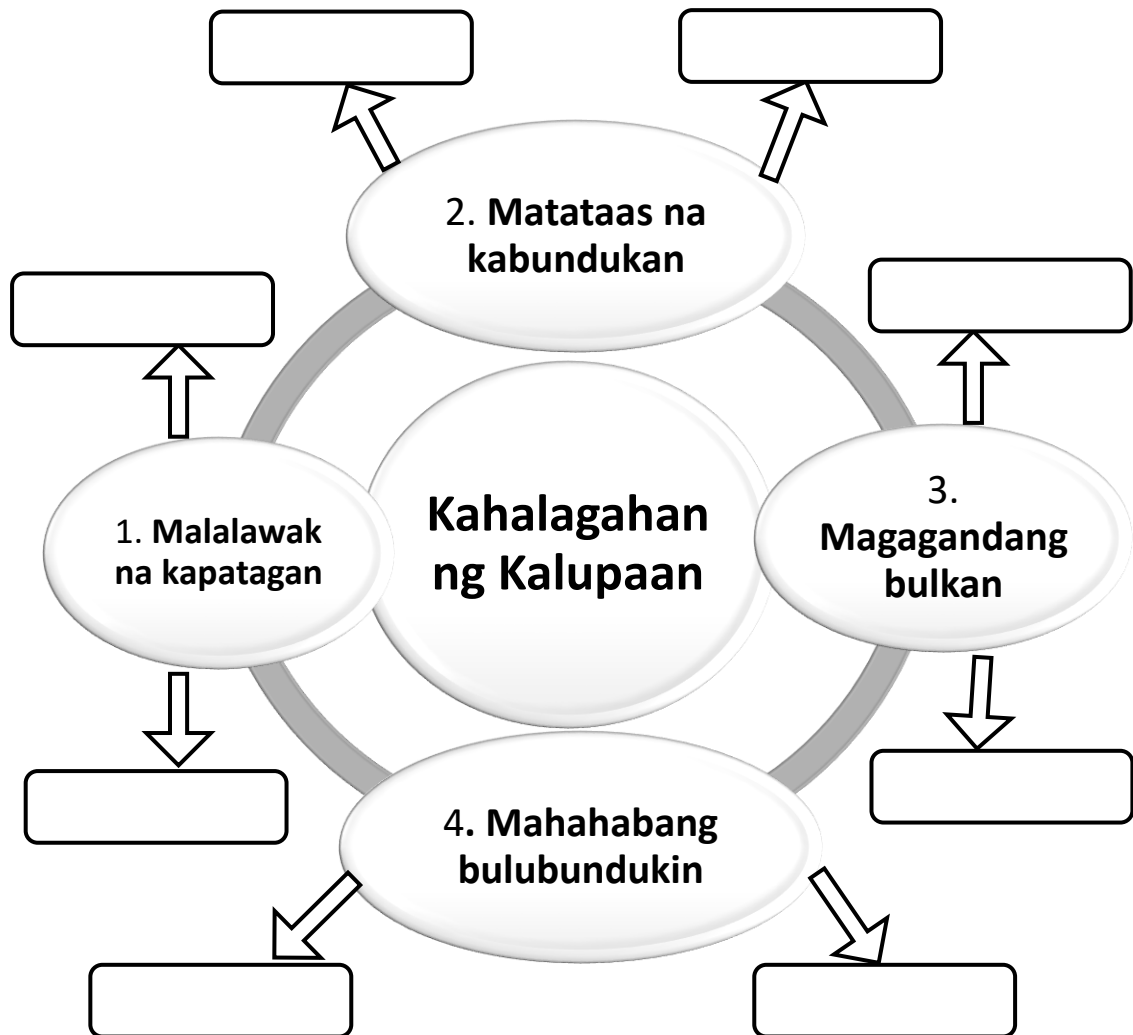 2. Matataas na
kabundukan
1. Malalawak
na kapatagan
Kahalagahan
ng Kalupaan
3.
Magagandang
bulkan
4. Mahahabang
bulubundukin